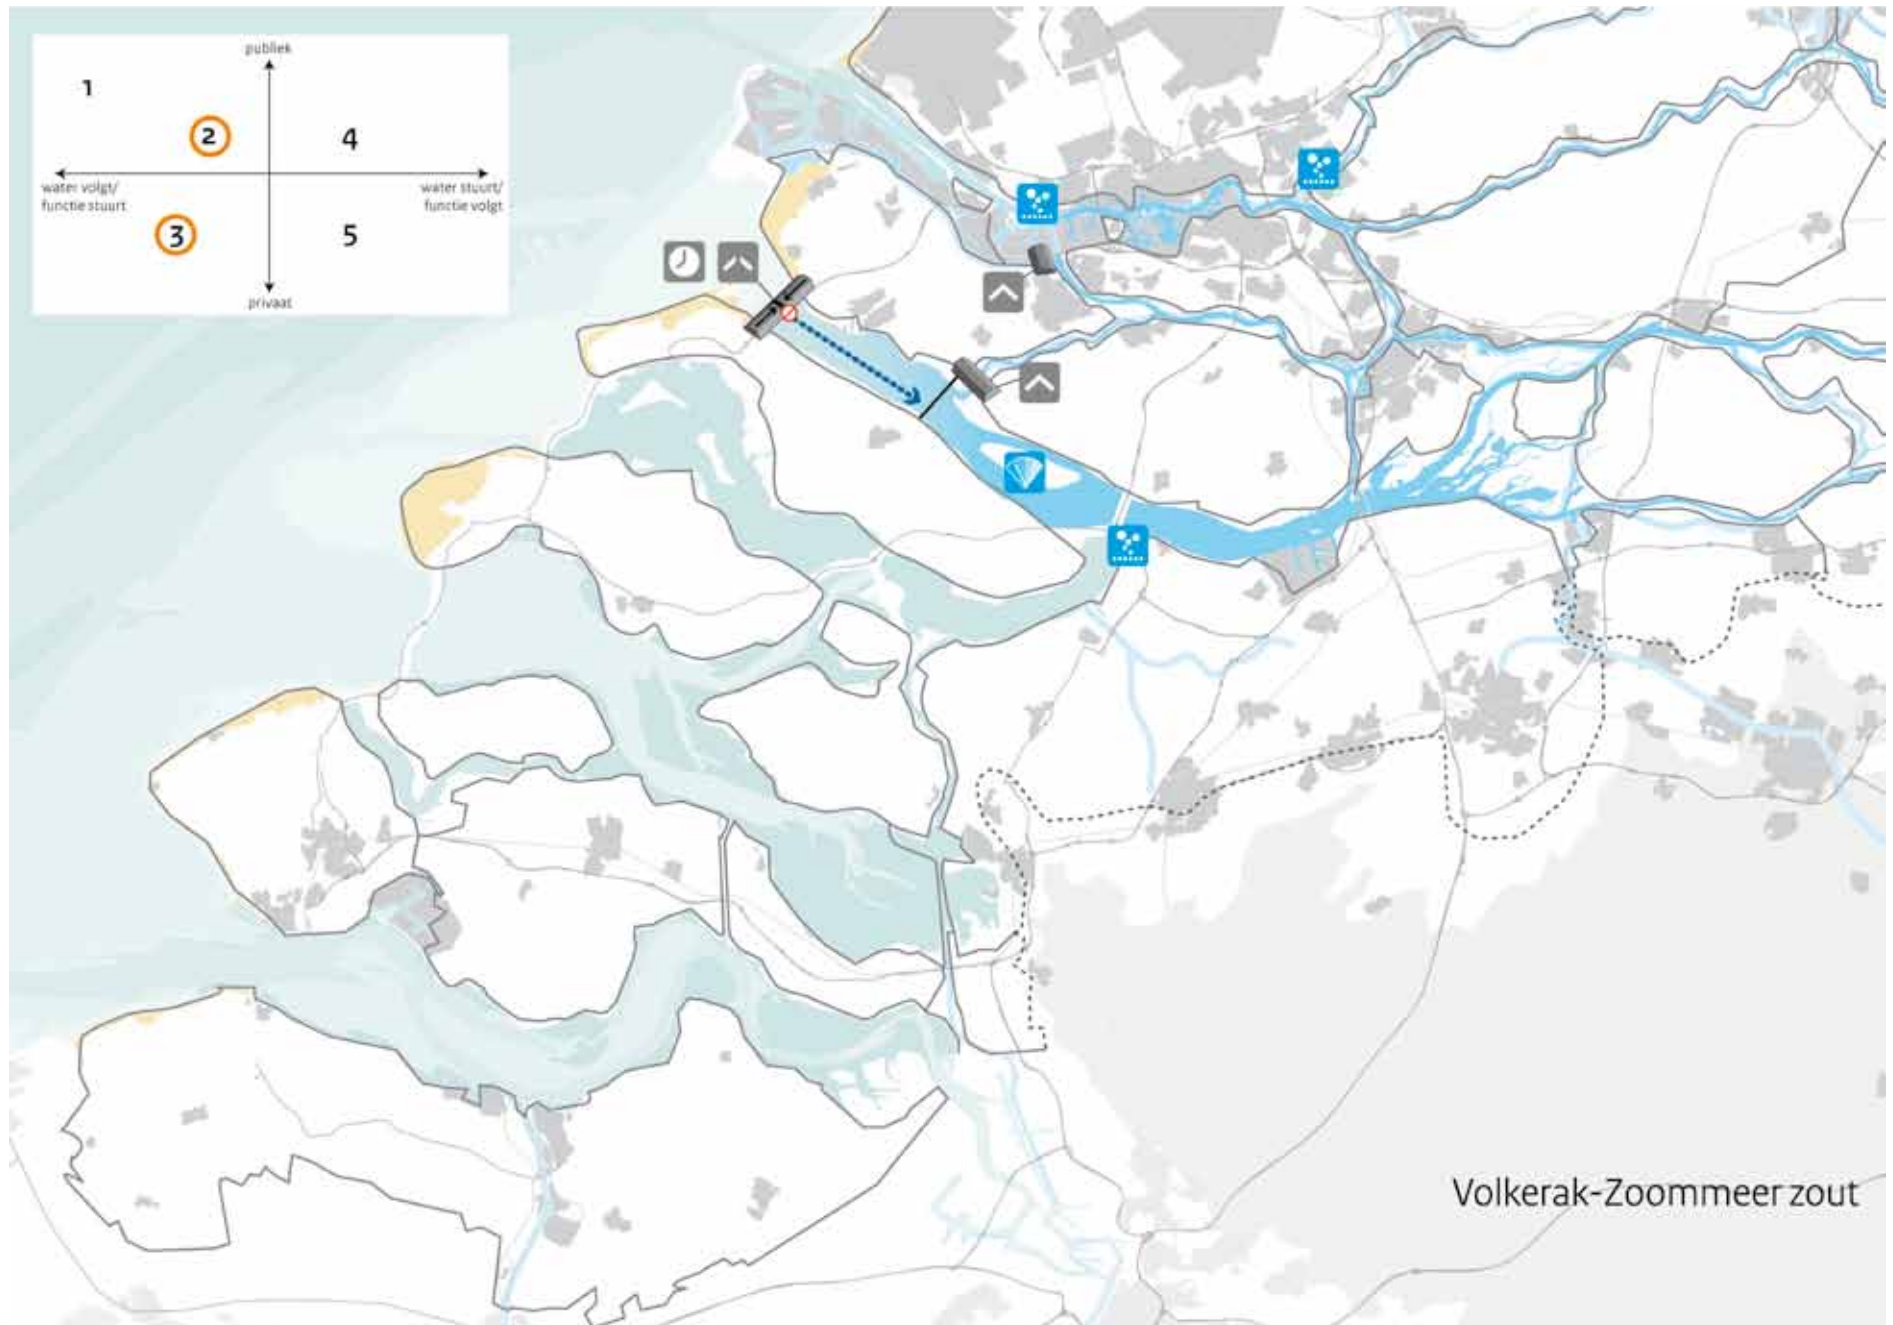 publiek
1
2
4
water volgt/
functie stuurt
water stuurt/
functie volgt
3
5
privaat
Volkerak-Zoommeer zout